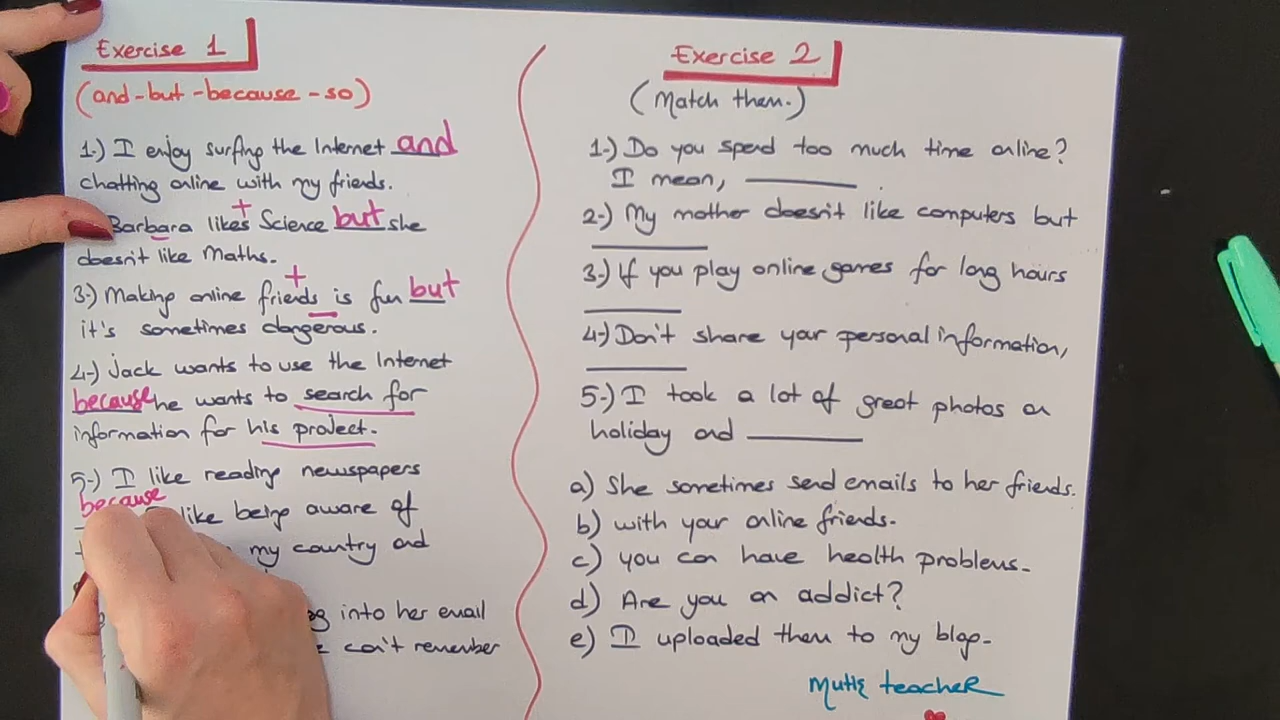 Exercise 1
(and-but-because-so)
1-) I enjoy surfing the Internet and
chatting online with my friends.
+
Barbara likes Science but she
doesn't like Maths.
+
3-) Making online friends is fun but
it's sometimes dangerous.
4-) Jack wants to use the Internet
because he wants to search for
information for his project.
5-) I like reading newspapers
because
like being aware of
my country and
into her email
can't remember
Exercise 2
(Match them.)
1-) Do you spend too much time online?
I mean, ______.
2-) My mother doesn't like computers but
______
3-) If you play online games for long hours
______
4-) Don't share your personal information,
______
5-) I took a lot of great photos on
holiday and ______
a) She sometimes send emails to her friends.
b) with your online friends.
c) you can have health problems.
d) Are you an addict?
e) I uploaded them to my blog.
teacher